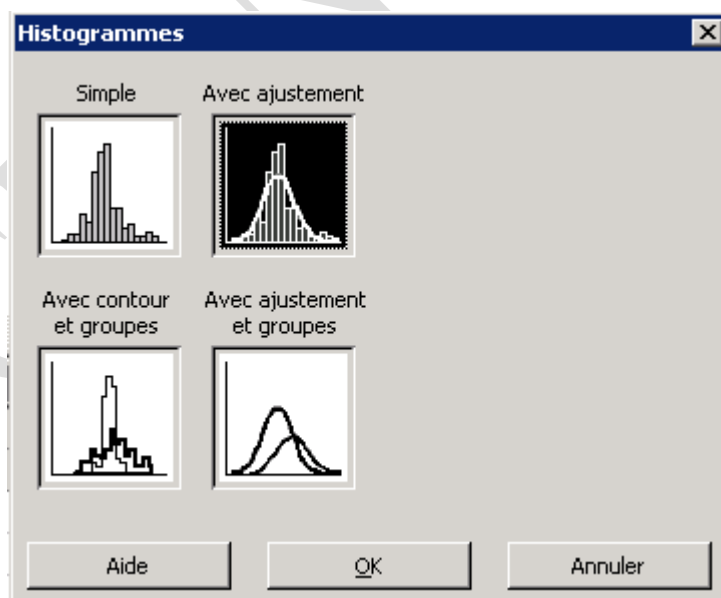 Histogrammes
Simple
Avec ajustement
Avec contour
et groupes
Avec ajustement
et groupes
Aide
OK
Annuler